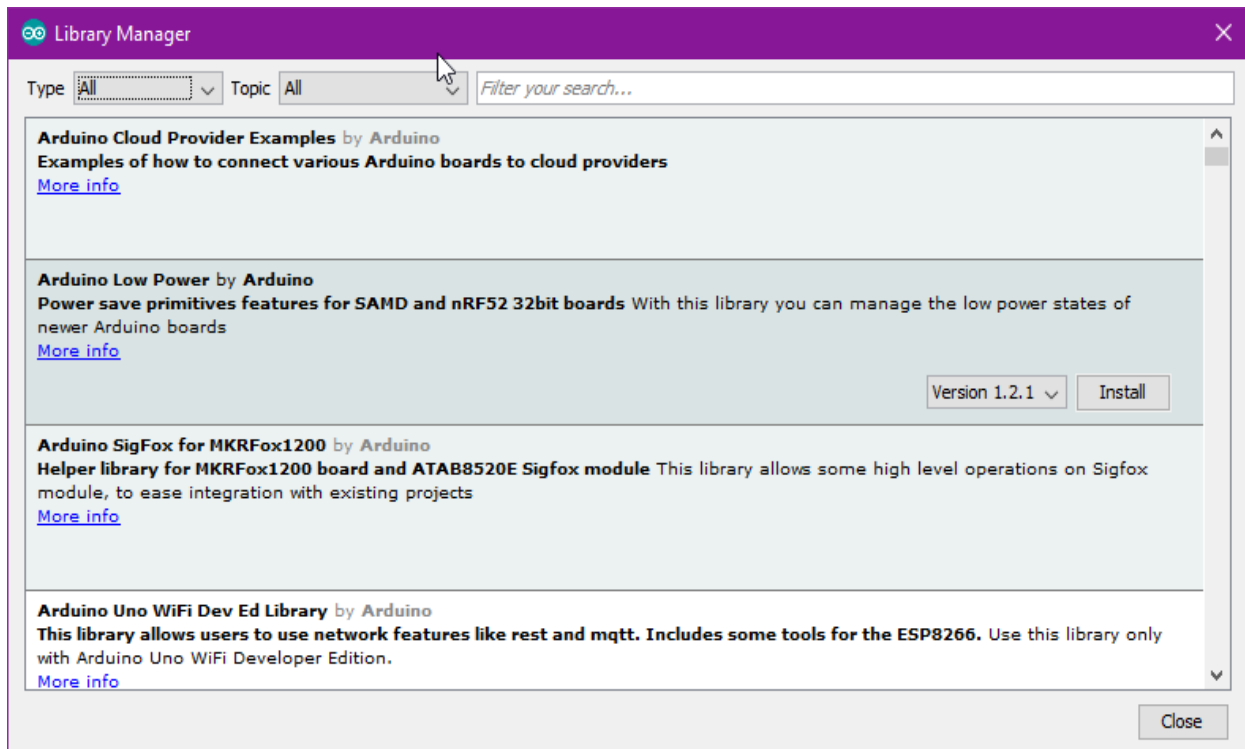 Library Manager
Type All Topic All Filter your search...
Arduino Cloud Provider Examples by Arduino
Examples of how to connect various Arduino boards to cloud providers
More info
Arduino Low Power by Arduino
Power save primitives features for SAMD and nRF52 32bit boards With this library you can manage the low power states of
newer Arduino boards
More info
Version 1.2.1 Install
Arduino SigFox for MKRFox1200 by Arduino
Helper library for MKRFox1200 board and ATAB8520E Sigfox module This library allows some high level operations on Sigfox
module, to ease integration with existing projects
More info
Arduino Uno WiFi Dev Ed Library by Arduino
This library allows users to use network features like rest and mqtt. Includes some tools for the ESP8266. Use this library only
with Arduino Uno WiFi Developer Edition.
More info
Close